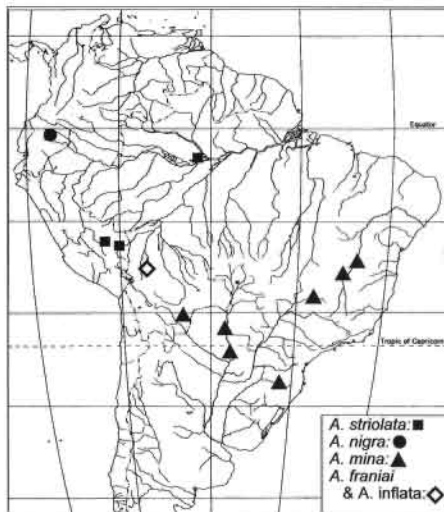 Equator
Tropic of Capricorn
A. striolata: ■
A. nigra: ●
A. mina: ▲
A. franiai
& A. inflata: ◇